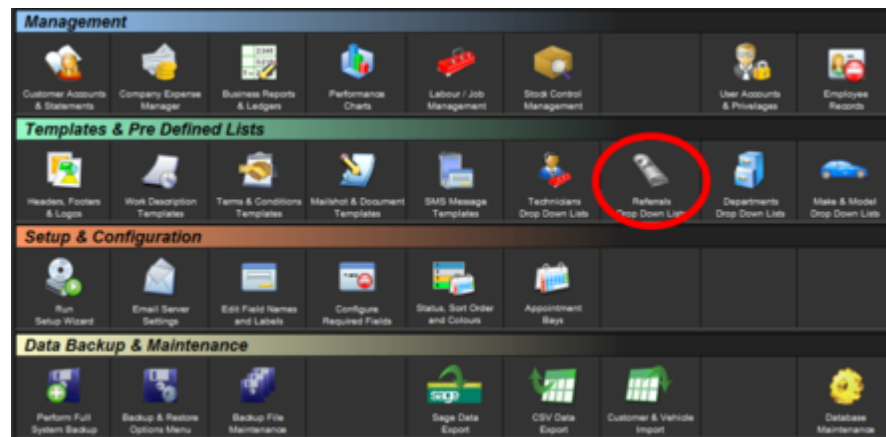 Management
Customer Accounts
& Statements
Company Expense
Manager
Business Reports
& Ledgers
Performance
Charts
Labour / Job
Management
Stock Control
Management
User Accounts
& Privilages
Employee
Records
Templates & Pre Defined Lists
Headers, Footers
& Logos
Work Description
Templates
Terms & Conditions
Templates
Mailshot & Document
Templates
SMS Message
Templates
Technicians
Drop Down Lists
Referrals
Drop Down Lists
Departments
Drop Down Lists
Make & Model
Drop Down Lists
Setup & Configuration
Run
Setup Wizard
Email Server
Settings
Edit Field Names
and Labels
Configure
Required Fields
Status, Sort Order
and Colours
Appointment
Bays
Data Backup & Maintenance
Perform Full
System Backup
Backup & Restore
Options Menu
Backup File
Maintenance
sage
Sage Data
Export
CSV Data
Export
Customer & Vehicle
Import
Database
Maintenance